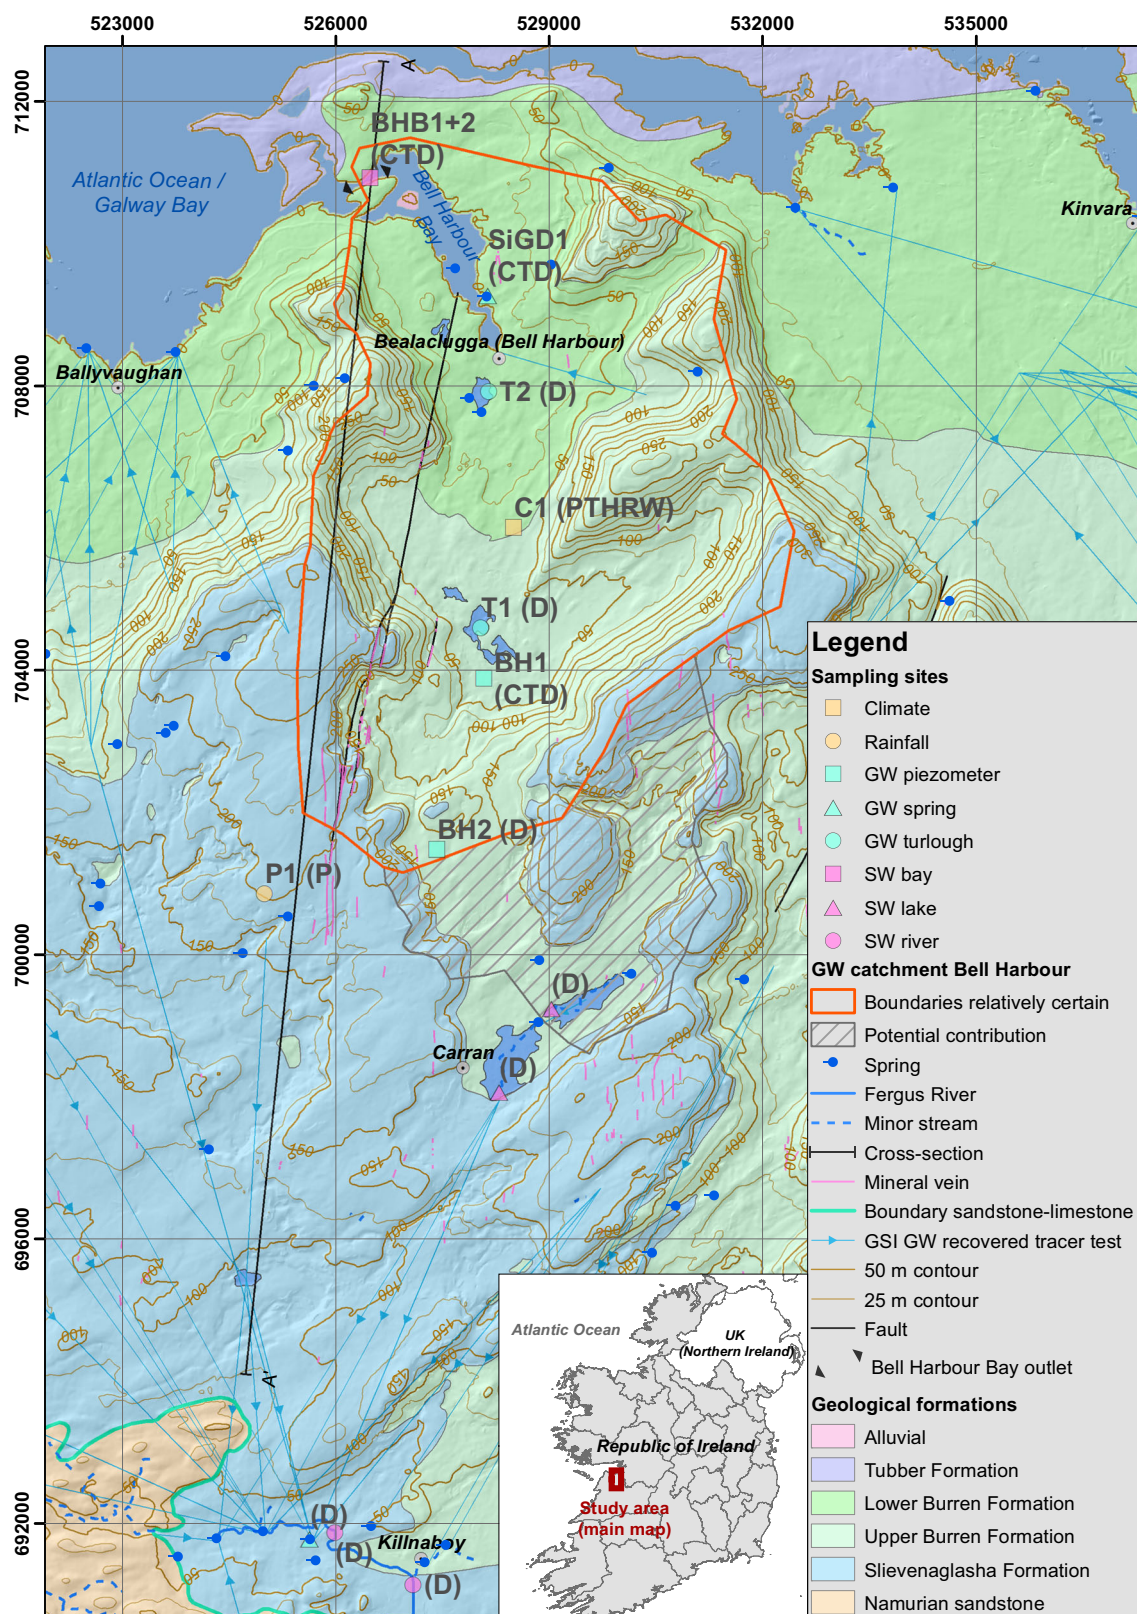 523000 526000 529000 532000 535000
712000
708000
704000
700000
696000
692000
A
BHB1+2
(CTD)
Atlantic Ocean /
Galway Bay
Bell Harbour
Bay
Kinvara
SiGD1
(CTD)
Bealaclugga (Bell Harbour)
Ballyvaughan
T2 (D)
C1 (PTHRW)
T1 (D)
BH1
(CTD)
BH2 (D)
P1 (P)
(D)
Carran
(D)
A'
(D)
(D)
Killnaboy
(D)
Legend
Sampling sites
Climate
Rainfall
GW piezometer
GW spring
GW turlough
SW bay
SW lake
SW river
GW catchment Bell Harbour
Boundaries relatively certain
Potential contribution
Spring
Fergus River
Minor stream
Cross-section
Mineral vein
Boundary sandstone-limestone
GSI GW recovered tracer test
50 m contour
25 m contour
Fault
Bell Harbour Bay outlet
Geological formations
Alluvial
Tubber Formation
Lower Burren Formation
Upper Burren Formation
Slievenaglasha Formation
Namurian sandstone
Atlantic Ocean
UK
(Northern Ireland)
Republic of Ireland
Study area
(main map)